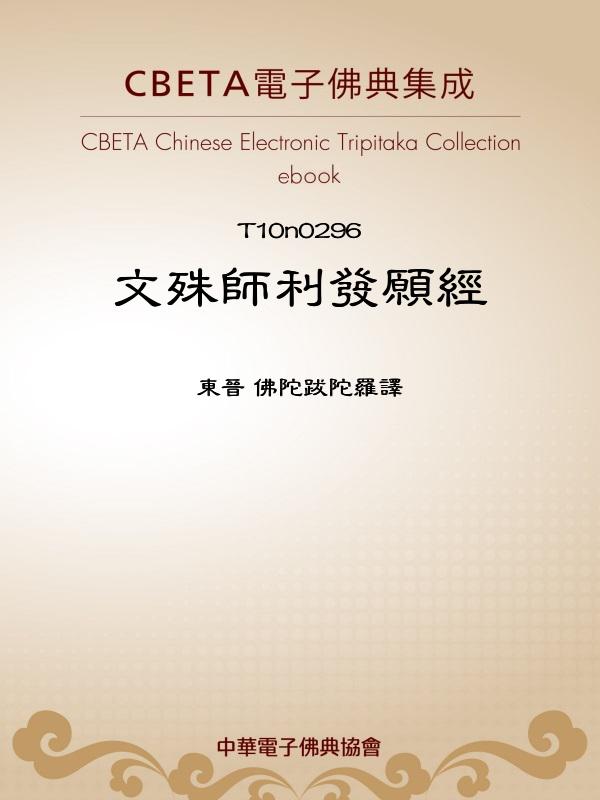 CBETA電子佛典集成
CBETA Chinese Electronic Tripitaka Collection
ebook
T10n0296
文殊師利發願經
東晉 佛陀跋陀羅譯
中華電子佛典協會